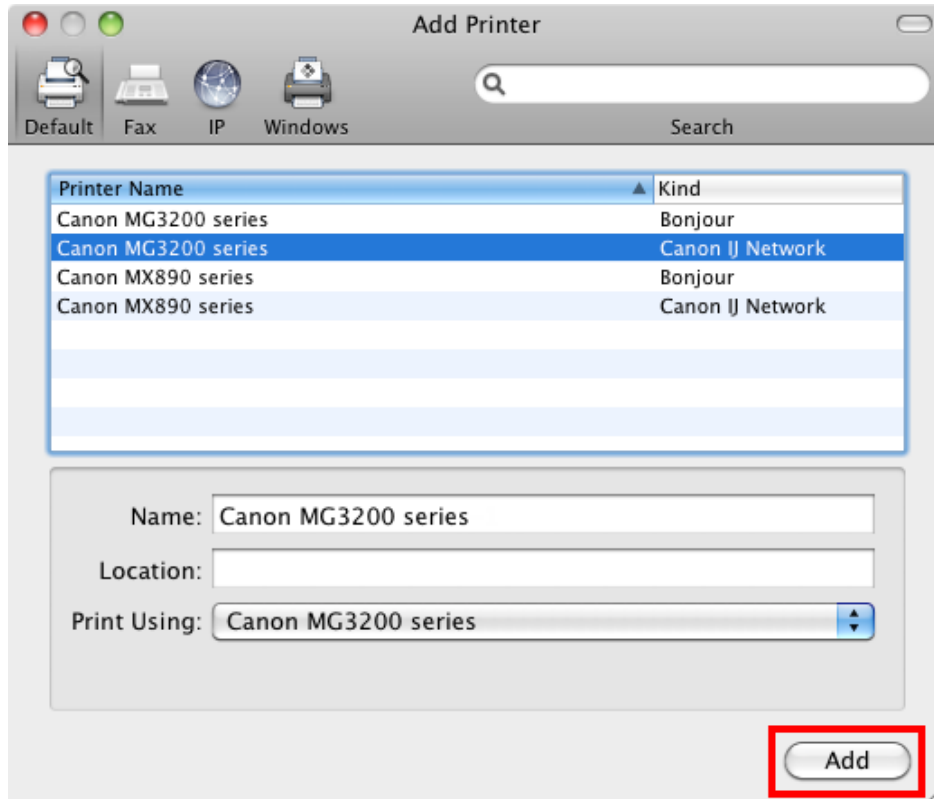 Add Printer
Default Fax IP Windows Search
Printer Name Kind
Canon MG3200 series Bonjour
Canon MG3200 series Canon IJ Network
Canon MX890 series Bonjour
Canon MX890 series Canon IJ Network
Name: Canon MG3200 series
Location:
Print Using: Canon MG3200 series
Add